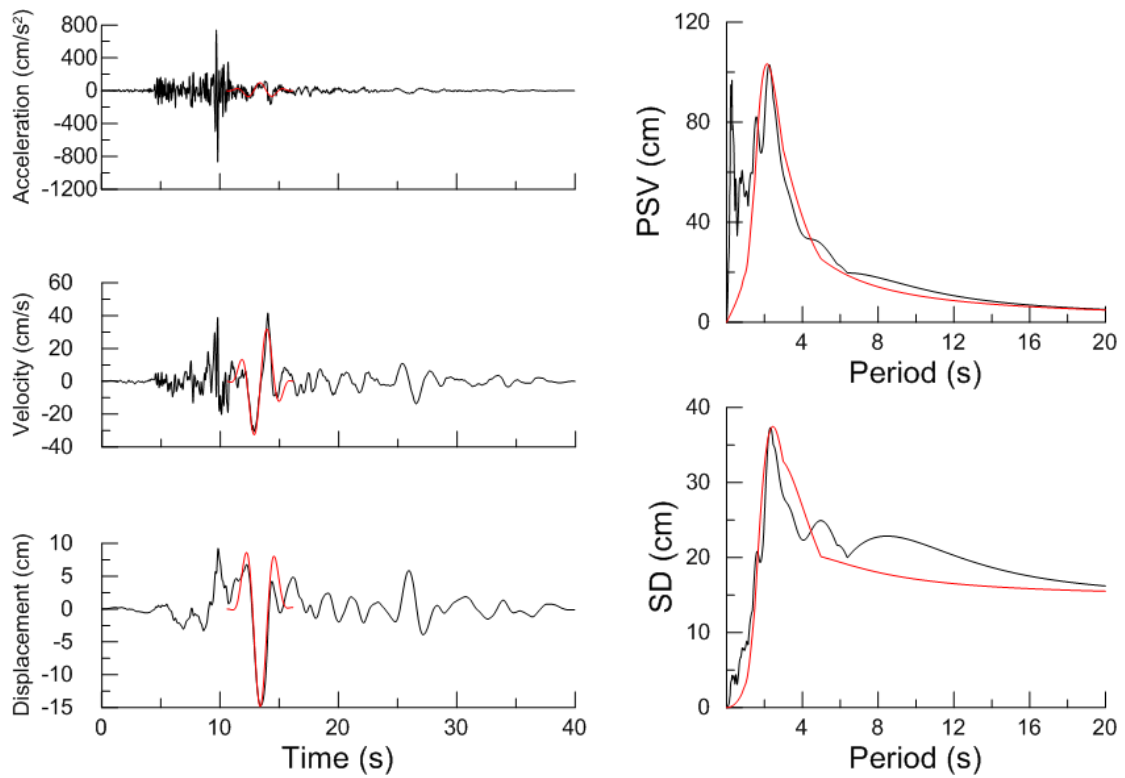 Acceleration (cm/s²)
800
400
0
-400
-800
-1200
Velocity (cm/s)
60
40
20
0
-20
-40
Displacement (cm)
10
5
0
-5
-10
-15
0 10 20 30 40
Time (s)
PSV (cm)
120
80
40
0
4 8 12 16 20
Period (s)
SD (cm)
40
30
20
10
0
4 8 12 16 20
Period (s)